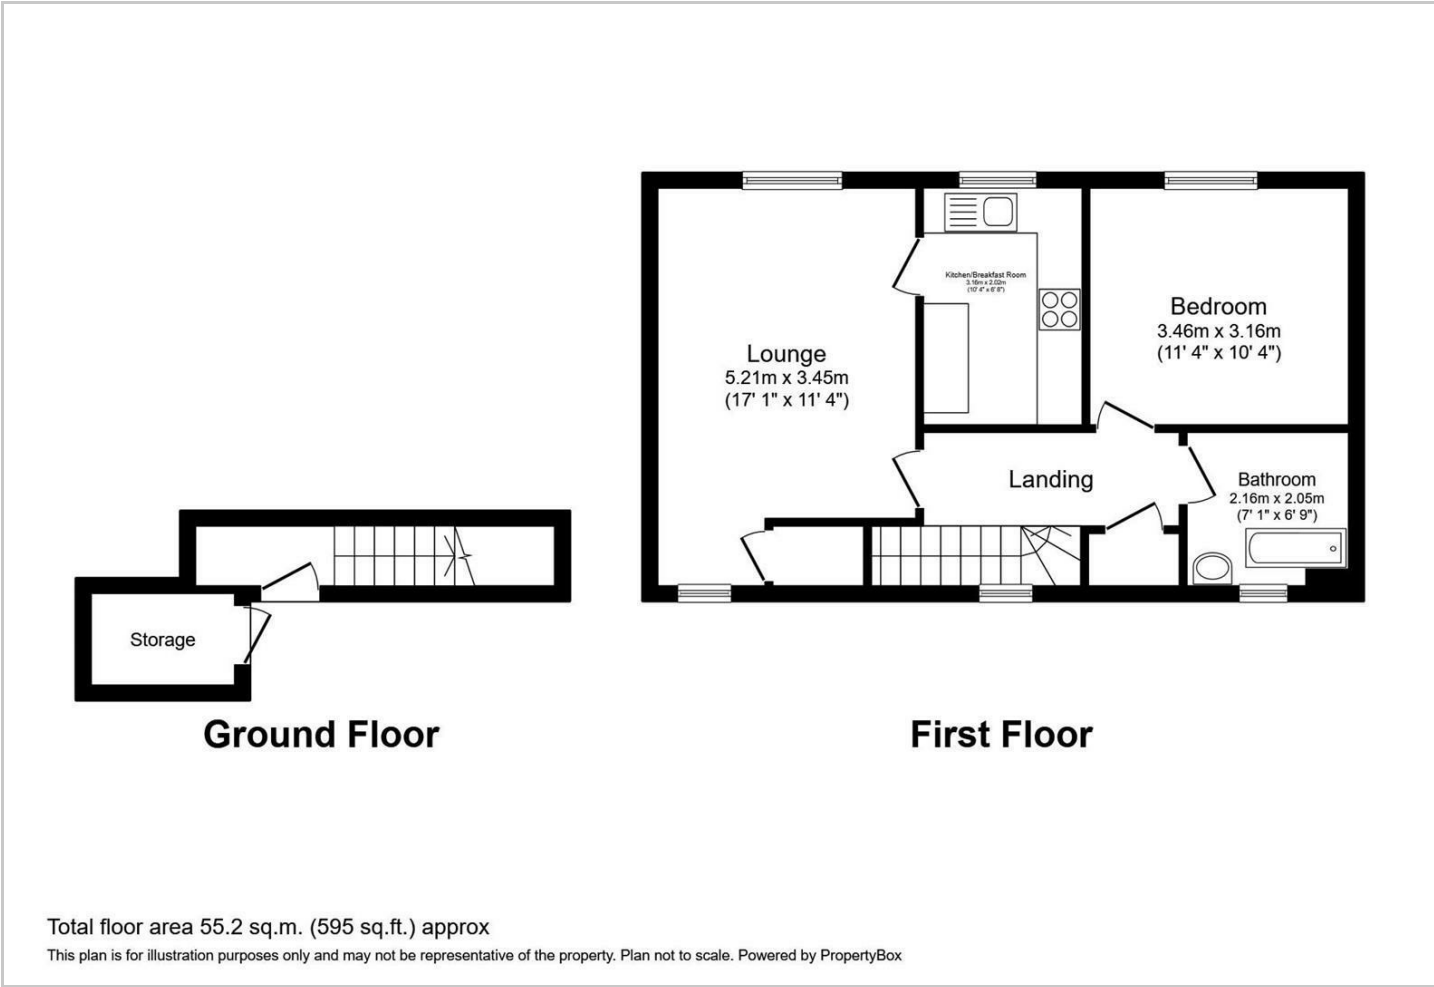 Kitchen/Breakfast Room
3.16m x 2.02m
(10' 4" x 6' 8")
Bedroom
3.46m x 3.16m
(11' 4" x 10' 4")
Lounge
5.21m x 3.45m
(17' 1" x 11' 4")
Landing
Bathroom
2.16m x 2.05m
(7' 1" x 6' 9")
Storage
Ground Floor
First Floor
Total floor area 55.2 sq.m. (595 sq.ft.) approx
This plan is for illustration purposes only and may not be representative of the property. Plan not to scale. Powered by PropertyBox